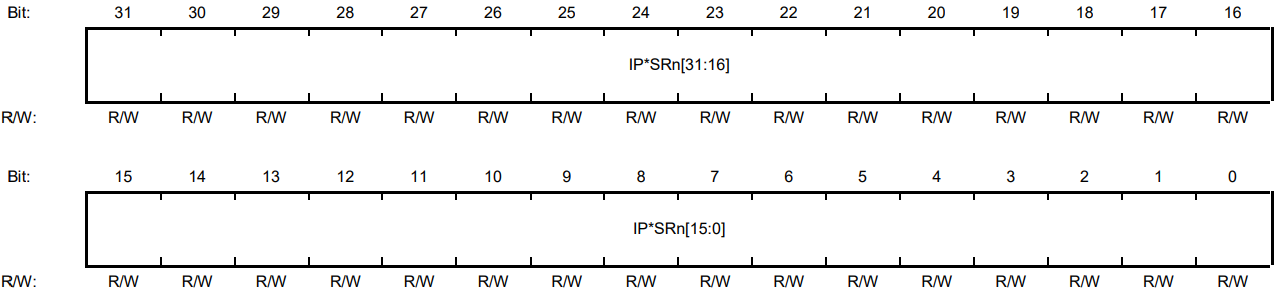 Bit: 31 30 29 28 27 26 25 24 23 22 21 20 19 18 17 16
IP*SRn[31:16]
R/W: R/W R/W R/W R/W R/W R/W R/W R/W R/W R/W R/W R/W R/W R/W R/W R/W
Bit: 15 14 13 12 11 10 9 8 7 6 5 4 3 2 1 0
IP*SRn[15:0]
R/W: R/W R/W R/W R/W R/W R/W R/W R/W R/W R/W R/W R/W R/W R/W R/W R/W